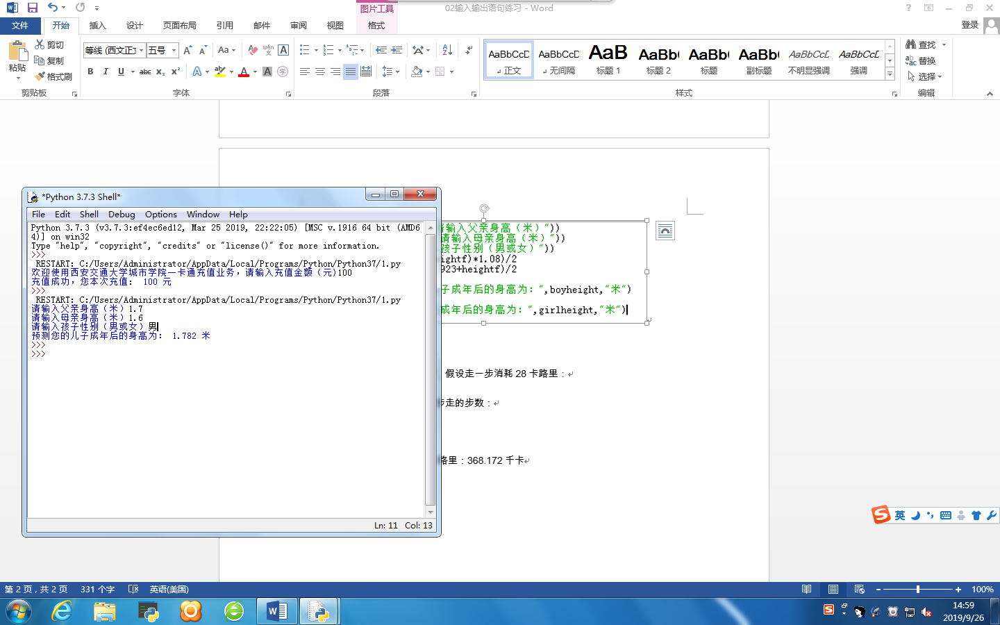 图片工具
02输入输出语句练习 - Word
文件
开始
插入
设计
页面布局
引用
邮件
审阅
视图
格式
登录
粘贴
剪切
复制
格式刷
剪贴板
等线 (西文正文
五号
字体
段落
AaBbCcD
正文
AaBbCcD
无间隔
AaB
标题 1
AaBb(
标题 2
AaBb(
标题
AaBb(
副标题
AaBbCcD
不明显强调
AaBbCcD
强调
样式
查找
替换
选择
编辑
*Python 3.7.3 Shell*
File Edit Shell Debug Options Window Help
Python 3.7.3 (v3.7.3:ef4ec6ed12, Mar 25 2019, 22:22:05) [MSC v.1916 64 bit (AMD6
4)] on win32
Type "help", "copyright", "credits" or "license()" for more information.
>>>
RESTART: C:/Users/Administrator/AppData/Local/Programs/Python/Python37/1.py
欢迎使用西安交通大学城市学院一卡通充值业务，请输入充值金额（元)100
充值成功，您本次充值： 100 元
>>>
RESTART: C:/Users/Administrator/AppData/Local/Programs/Python/Python37/1.py
请输入父亲身高（米）1.7
请输入母亲身高（米）1.6
请输入孩子性别（男或女）男
预测您的儿子成年后的身高为： 1.782 米
>>>
>>>
Ln: 11 Col: 13
输入父亲身高（米）"))
请输入母亲身高（米）"))
孩子性别（男或女）"))
ightf)*1.08)/2
923+heightf)/2
子成年后的身高为：",boyheight,"米")
成年后的身高为：",girlheight,"米")
假设走一步消耗 28 卡路里：
走的步数：
路里：368.172 千卡
英
第 2 页，共 2 页
331 个字
英语(美国)
100%
14:59
2019/9/26